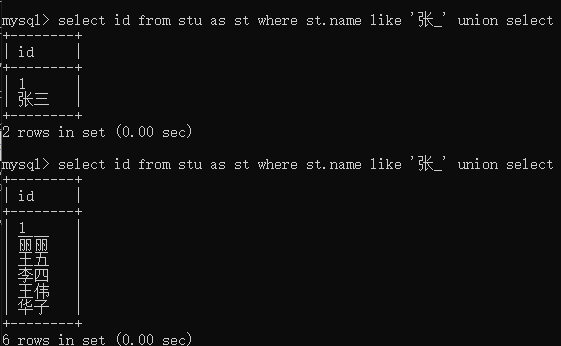 mysql> select id from stu as st where st.name like '张_' union select
+--------+
| id     |
+--------+
| 1      |
| 张三   |
+--------+
2 rows in set (0.00 sec)
mysql> select id from stu as st where st.name like '张_' union select
+--------+
| id     |
+--------+
| 1      |
| 丽丽   |
| 王五   |
| 李四   |
| 王伟   |
| 华子   |
+--------+
6 rows in set (0.00 sec)